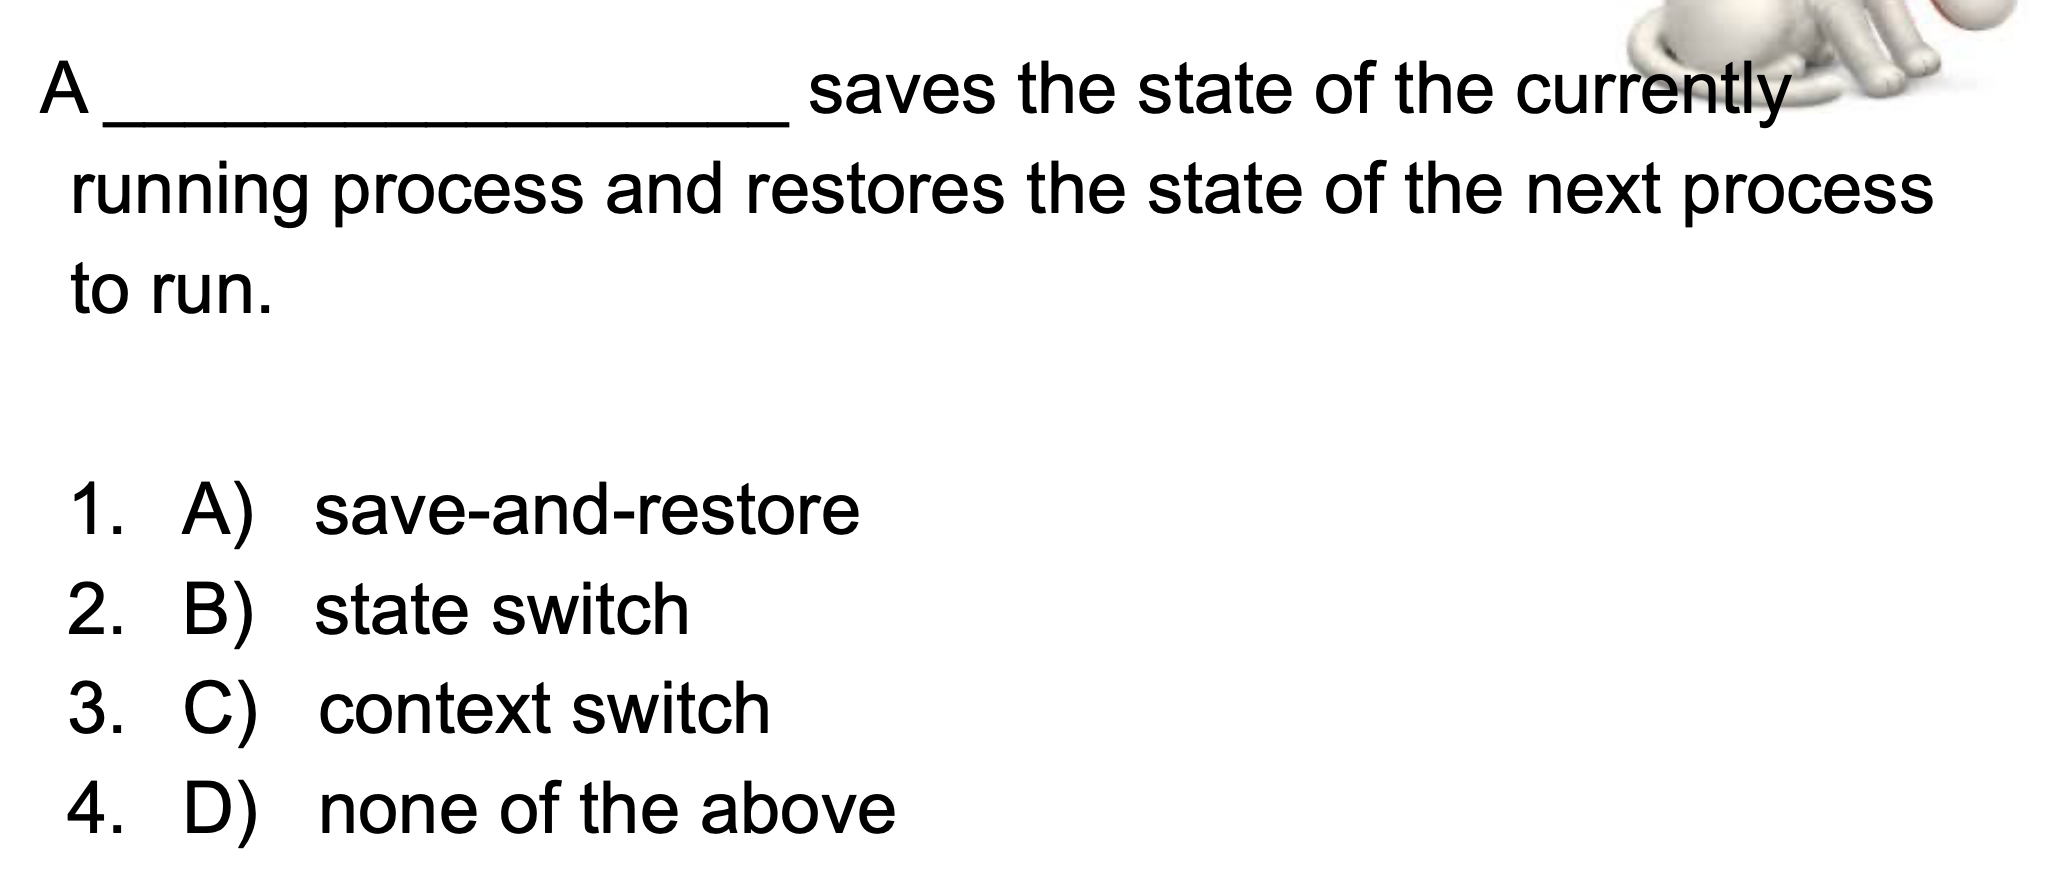 A _________________ saves the state of the currently
running process and restores the state of the next process
to run.
1. A) save-and-restore
2. B) state switch
3. C) context switch
4. D) none of the above